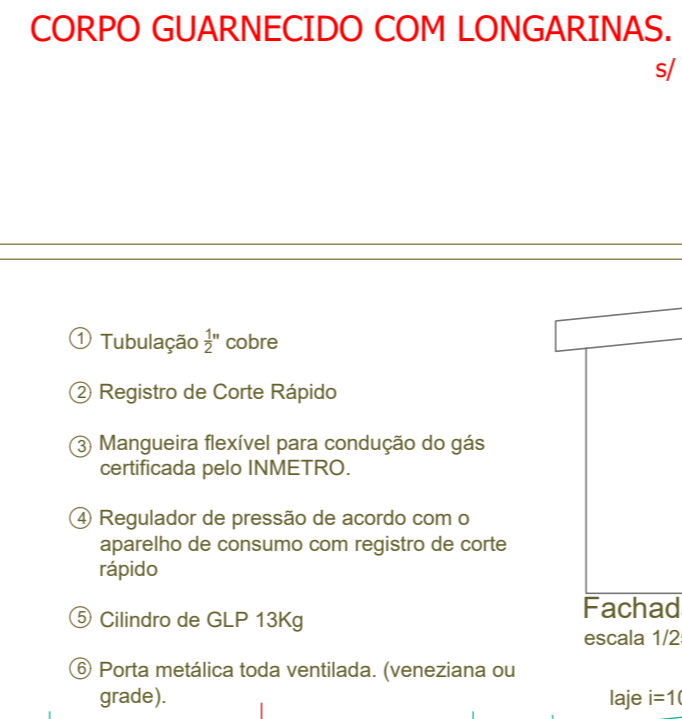 CORPO GUARNECIDO COM LONGARINAS.
s/
① Tubulação ½" cobre
② Registro de Corte Rápido
③ Mangueira flexível para condução do gás
certificada pelo INMETRO.
④ Regulador de pressão de acordo com o
aparelho de consumo com registro de corte
rápido
⑤ Cilindro de GLP 13Kg
⑥ Porta metálica toda ventilada. (veneziana ou
grade).
escala
laje